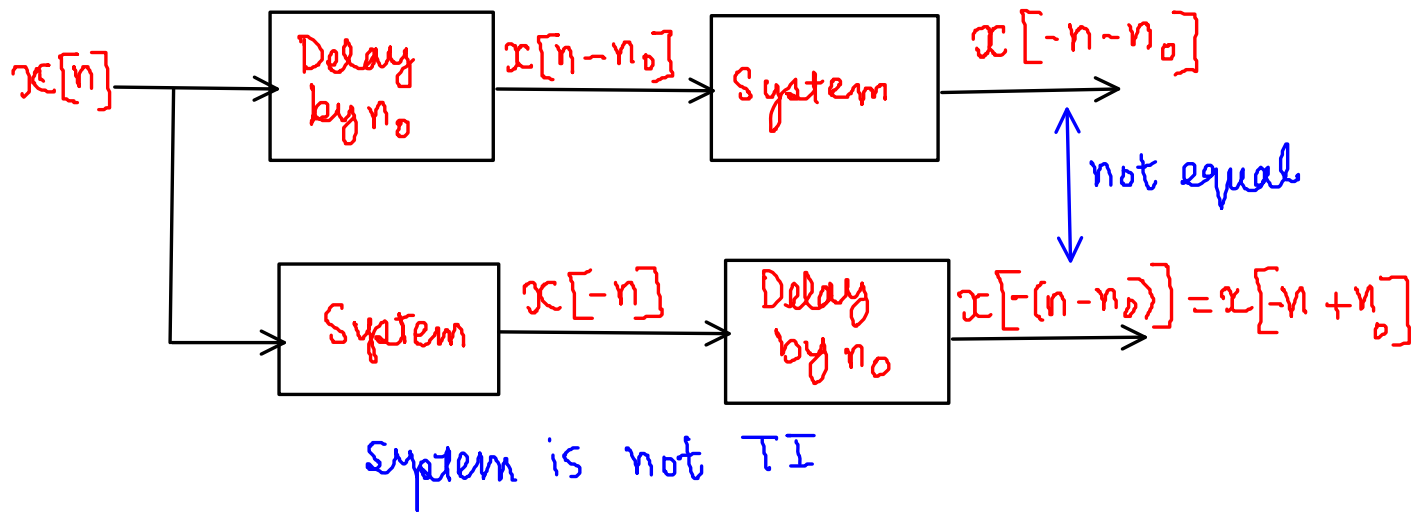 x[n]
Delay
by n₀
x[n-n₀]
System
x[-n-n₀]
not equal
System
x[-n]
Delay
by n₀
x[-(n-n₀)] = x[-n+n₀]
System is not TI